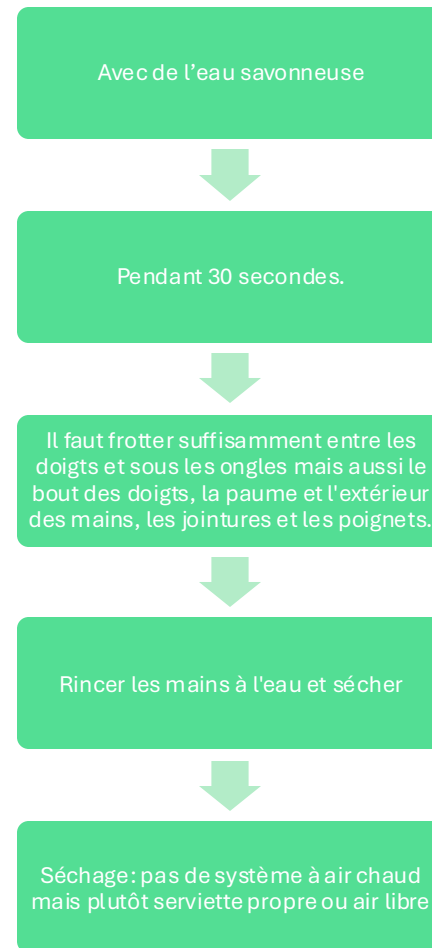 Avec de l’eau savonneuse
Pendant 30 secondes.
Il faut frotter suffisamment entre les
doigts et sous les ongles mais aussi le
bout des doigts, la paume et l'extérieur
des mains, les jointures et les poignets.
Rincer les mains à l'eau et sécher
Séchage: pas de système à air chaud
mais plutôt serviette propre ou air libre